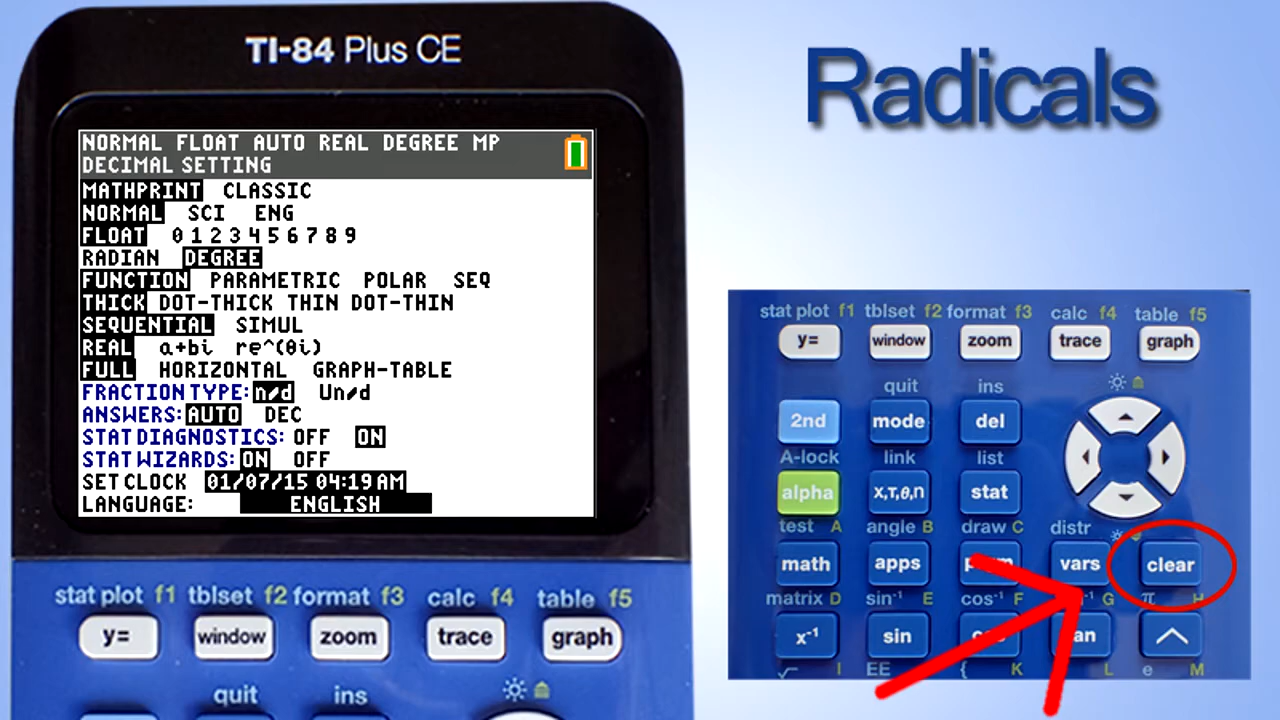 TI-84 Plus CE
NORMAL FLOAT AUTO REAL DEGREE MP
DECIMAL SETTING
MATHPRINT CLASSIC
NORMAL SCI ENG
FLOAT 0 1 2 3 4 5 6 7 8 9
RADIAN DEGREE
FUNCTION PARAMETRIC POLAR SEQ
THICK DOT-THICK THIN DOT-THIN
SEQUENTIAL SIMUL
REAL a+bi re^(θi)
FULL HORIZONTAL GRAPH-TABLE
FRACTION TYPE: n/d Un/d
ANSWERS: AUTO DEC
STAT DIAGNOSTICS: OFF ON
STAT WIZARDS: ON OFF
SET CLOCK 01/07/15 04:19 AM
LANGUAGE: ENGLISH
stat plot f1 tblset f2 format f3 calc f4 table f5
y= window zoom trace graph
quit ins
Radicals
stat plot f1 tblset f2 format f3 calc f4 table f5
y= window zoom trace graph
quit ins
2nd mode del
A-lock link list
alpha X,T,θ,n stat
test A angle B draw C distr
math apps vars clear
matrix D sin⁻¹ E cos⁻¹ F G π H
x⁻¹ sin ^
√ I EE { K L e M